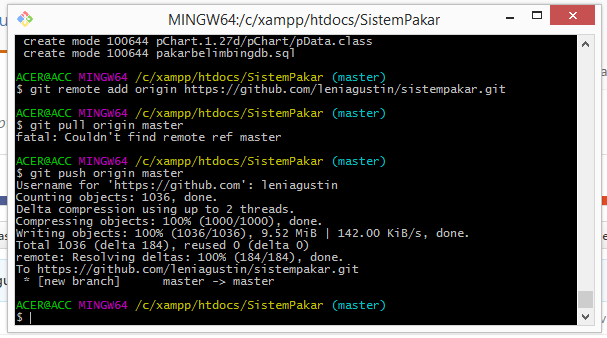 MINGW64:/c/xampp/htdocs/SistemPakar
create mode 100644 pChart.1.27d/pChart/pData.class
create mode 100644 pakarbelimbingdb.sql
ACER@ACC MINGW64 /c/xampp/htdocs/SistemPakar (master)
$ git remote add origin https://github.com/leniagustin/sistempakar.git
ACER@ACC MINGW64 /c/xampp/htdocs/SistemPakar (master)
$ git pull origin master
fatal: Couldn't find remote ref master
ACER@ACC MINGW64 /c/xampp/htdocs/SistemPakar (master)
$ git push origin master
Username for 'https://github.com': leniagustin
Counting objects: 1036, done.
Delta compression using up to 2 threads.
Compressing objects: 100% (1000/1000), done.
Writing objects: 100% (1036/1036), 9.52 MiB | 142.00 KiB/s, done.
Total 1036 (delta 184), reused 0 (delta 0)
remote: Resolving deltas: 100% (184/184), done.
To https://github.com/leniagustin/sistempakar.git
* [new branch] master -> master
ACER@ACC MINGW64 /c/xampp/htdocs/SistemPakar (master)
$